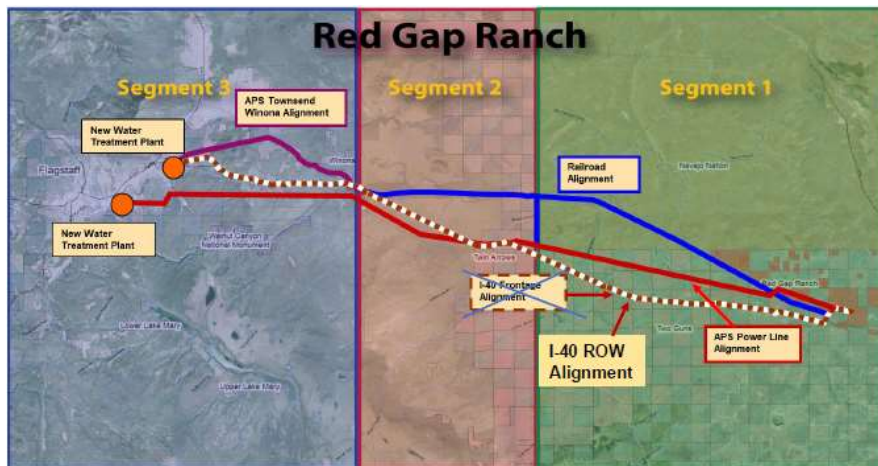 Red Gap Ranch
Segment 3
Segment 2
Segment 1
APS Townsend
Winona Alignment
New Water
Treatment Plant
Winona
Flagstaff
Railroad
Alignment
Navajo Nation
New Water
Treatment Plant
Walnut Canyon
National Monument
Twin Arrows
I-40 Frontage
Alignment
Red Gap Ranch
Two Guns
Lower Lake Mary
I-40 ROW
Alignment
APS Power Line
Alignment
Upper Lake Mary